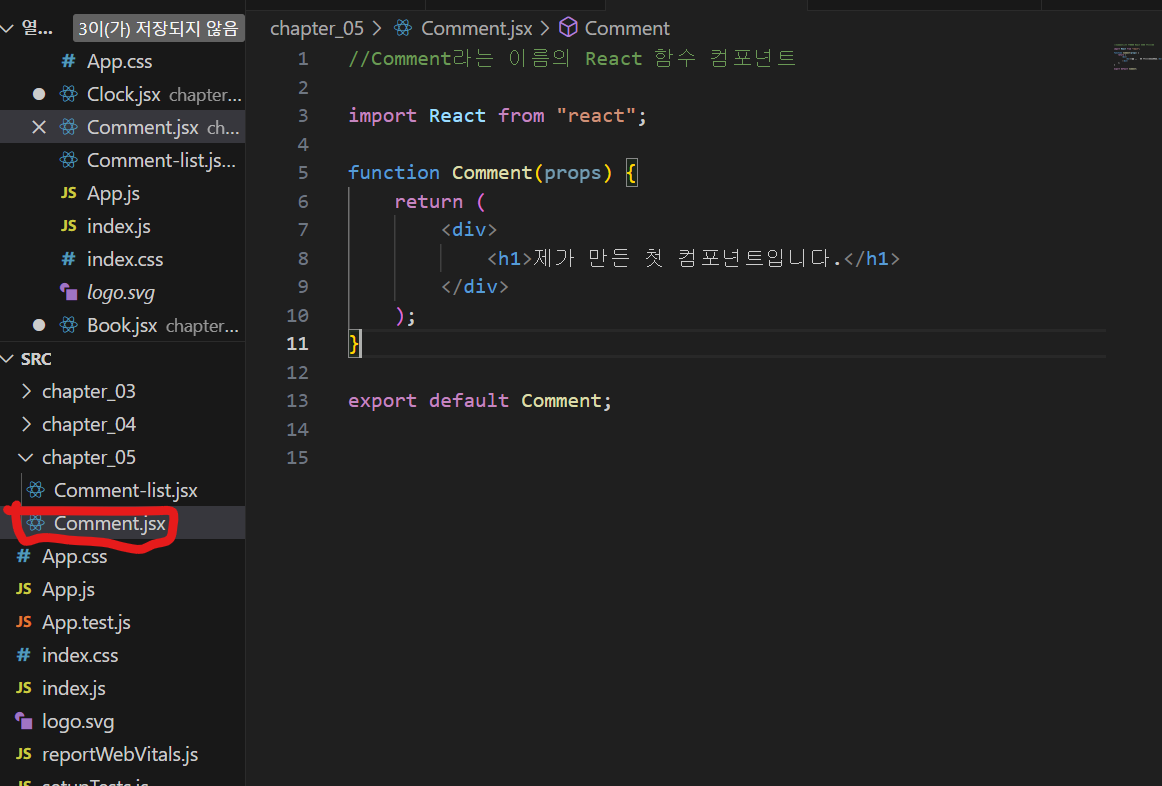 열... 3이(가) 저장되지 않음
# App.css
Clock.jsx chapter...
Comment.jsx ch...
Comment-list.js...
JS App.js
JS index.js
# index.css
logo.svg
Book.jsx chapter...
SRC
chapter_03
chapter_04
chapter_05
Comment-list.jsx
Comment.jsx
# App.css
JS App.js
JS App.test.js
# index.css
JS index.js
logo.svg
JS reportWebVitals.js
JS setupTests.js
chapter_05 > Comment.jsx > Comment
1 //Comment라는 이름의 React 함수 컴포넌트
2
3 import React from "react";
4
5 function Comment(props) {
6 return (
7 <div>
8 <h1>제가 만든 첫 컴포넌트입니다.</h1>
9 </div>
10 );
11 }
12
13 export default Comment;
14
15